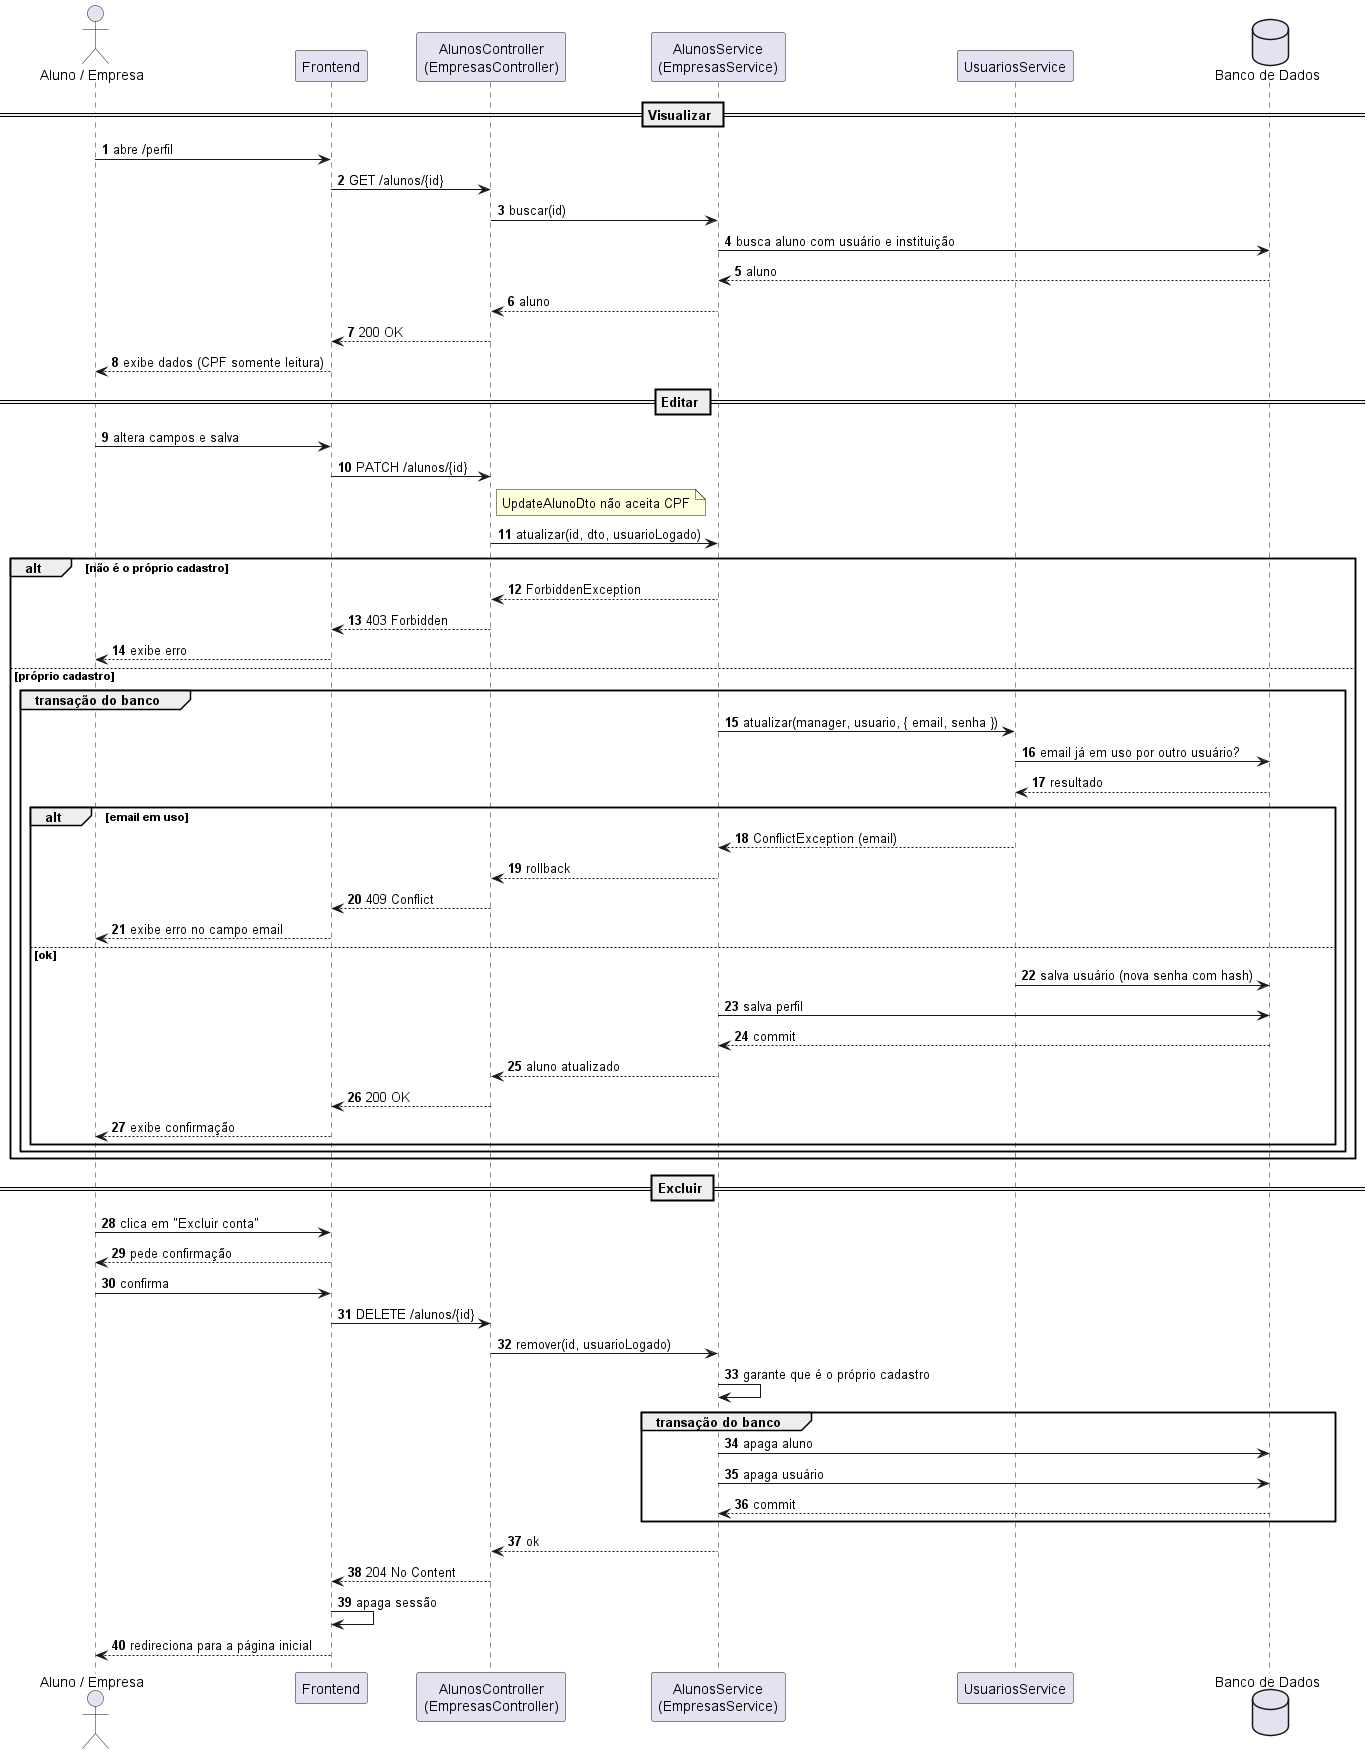 Aluno / Empresa
Frontend
AlunosController
(EmpresasController)
AlunosService
(EmpresasService)
UsuariosService
Banco de Dados
Visualizar
1 abre /perfil
2 GET /alunos/{id}
3 buscar(id)
4 busca aluno com usuário e instituição
5 aluno
6 aluno
7 200 OK
8 exibe dados (CPF somente leitura)
Editar
9 altera campos e salva
10 PATCH /alunos/{id}
UpdateAlunoDto não aceita CPF
11 atualizar(id, dto, usuarioLogado)
alt [não é o próprio cadastro]
12 ForbiddenException
13 403 Forbidden
14 exibe erro
[próprio cadastro]
transação do banco
15 atualizar(manager, usuario, { email, senha })
16 email já em uso por outro usuário?
17 resultado
alt [email em uso]
18 ConflictException (email)
19 rollback
20 409 Conflict
21 exibe erro no campo email
[ok]
22 salva usuário (nova senha com hash)
23 salva perfil
24 commit
25 aluno atualizado
26 200 OK
27 exibe confirmação
Excluir
28 clica em "Excluir conta"
29 pede confirmação
30 confirma
31 DELETE /alunos/{id}
32 remover(id, usuarioLogado)
33 garante que é o próprio cadastro
transação do banco
34 apaga aluno
35 apaga usuário
36 commit
37 ok
38 204 No Content
39 apaga sessão
40 redireciona para a página inicial
Aluno / Empresa
Frontend
AlunosController
(EmpresasController)
AlunosService
(EmpresasService)
UsuariosService
Banco de Dados